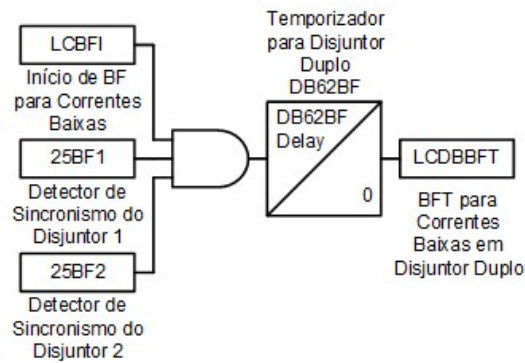 LCBFI
Início de BF
para Correntes
Baixas
25BF1
Detector de
Sincronismo do
Disjuntor 1
25BF2
Detector de
Sincronismo do
Disjuntor 2
Temporizador
para Disjuntor
Duplo
DB62BF
DB62BF
Delay
0
LCDBBFT
BFT para
Correntes
Baixas em
Disjuntor Duplo